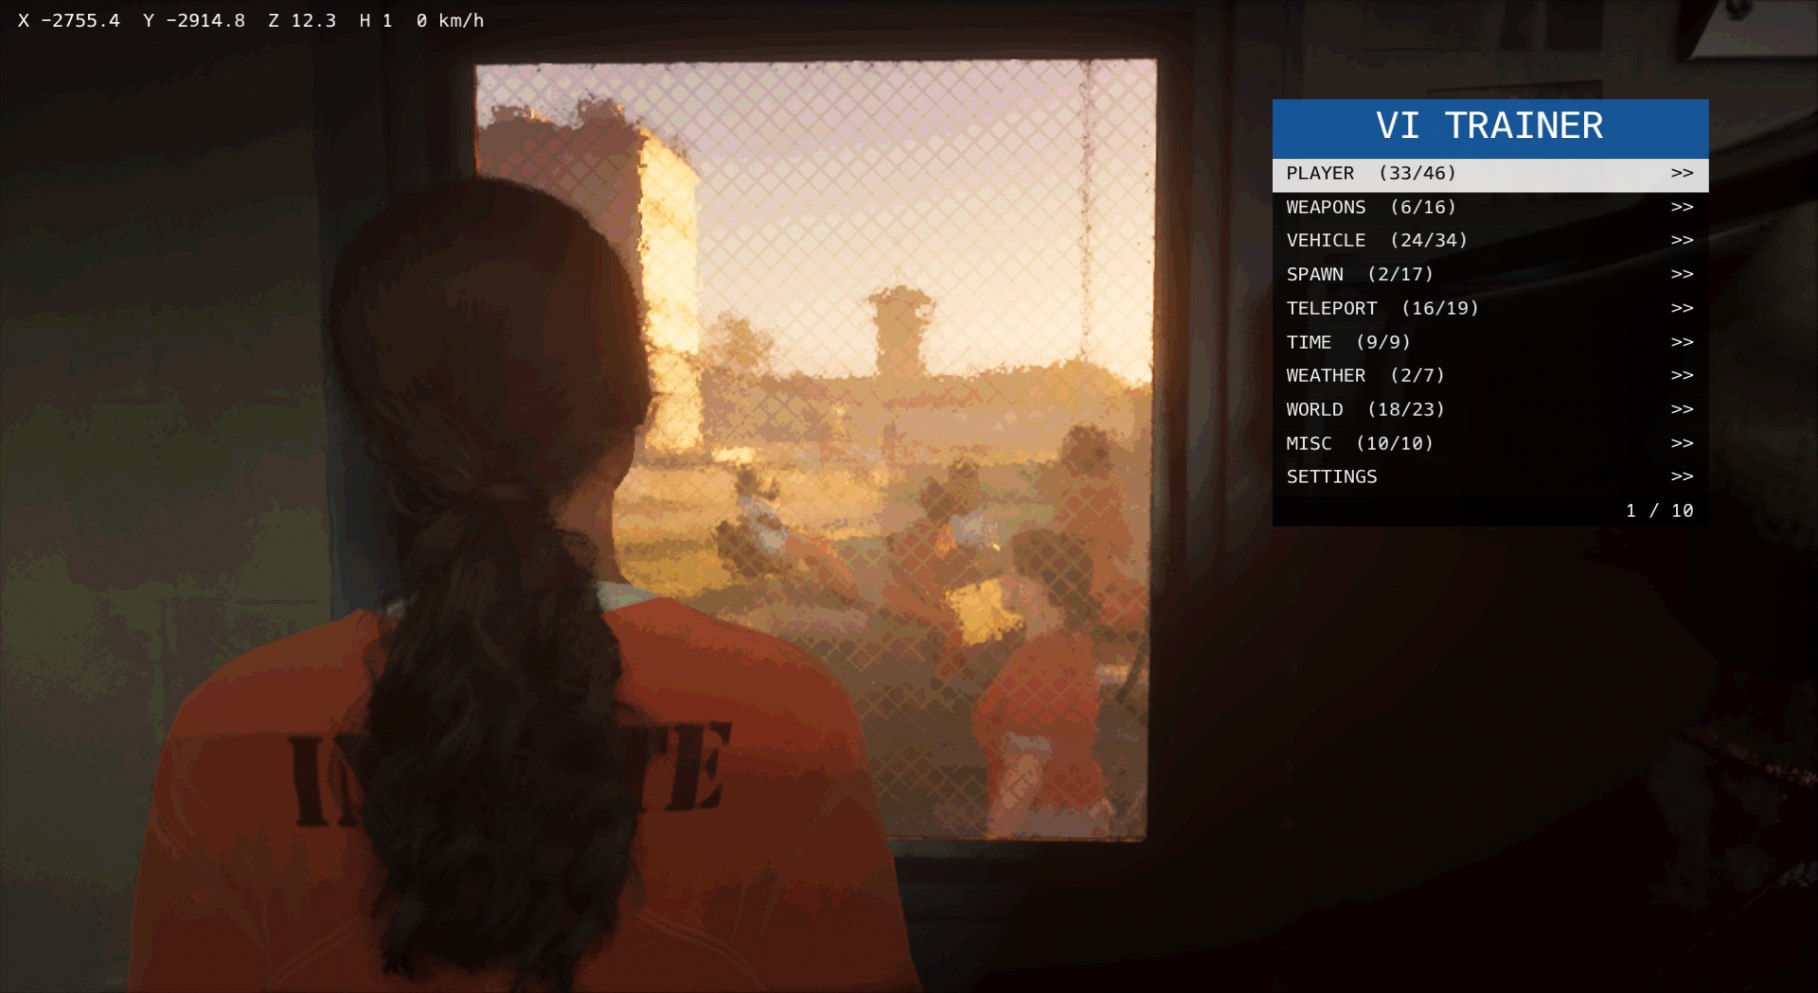 X -2755.4 Y -2914.8 Z 12.3 H 1 0 km/h
VI TRAINER
PLAYER (33/46) >>
WEAPONS (6/16) >>
VEHICLE (24/34) >>
SPAWN (2/17) >>
TELEPORT (16/19) >>
TIME (9/9) >>
WEATHER (2/7) >>
WORLD (18/23) >>
MISC (10/10) >>
SETTINGS >>
1 / 10